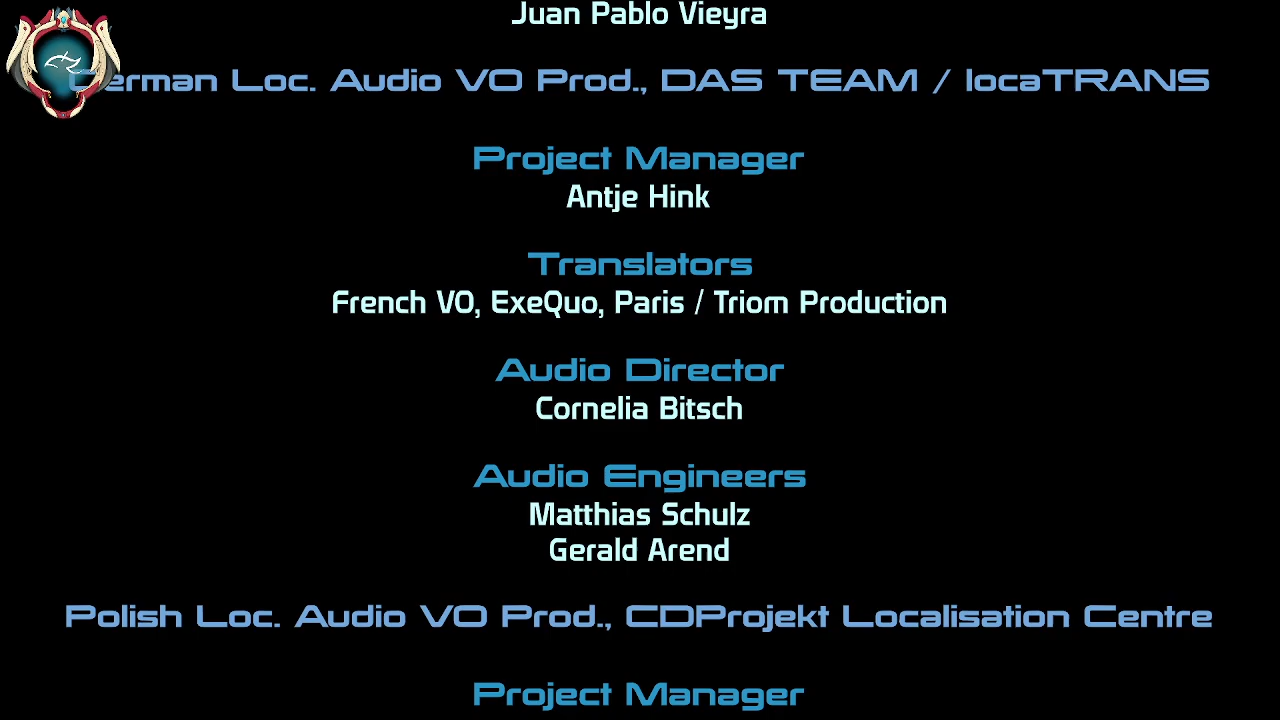 Juan Pablo Vieyra
German Loc. Audio VO Prod., DAS TEAM / locaTRANS
Project Manager
Antje Hink
Translators
French VO, ExeQuo, Paris / Triom Production
Audio Director
Cornelia Bitsch
Audio Engineers
Matthias Schulz
Gerald Arend
Polish Loc. Audio VO Prod., CDProjekt Localisation Centre
Project Manager